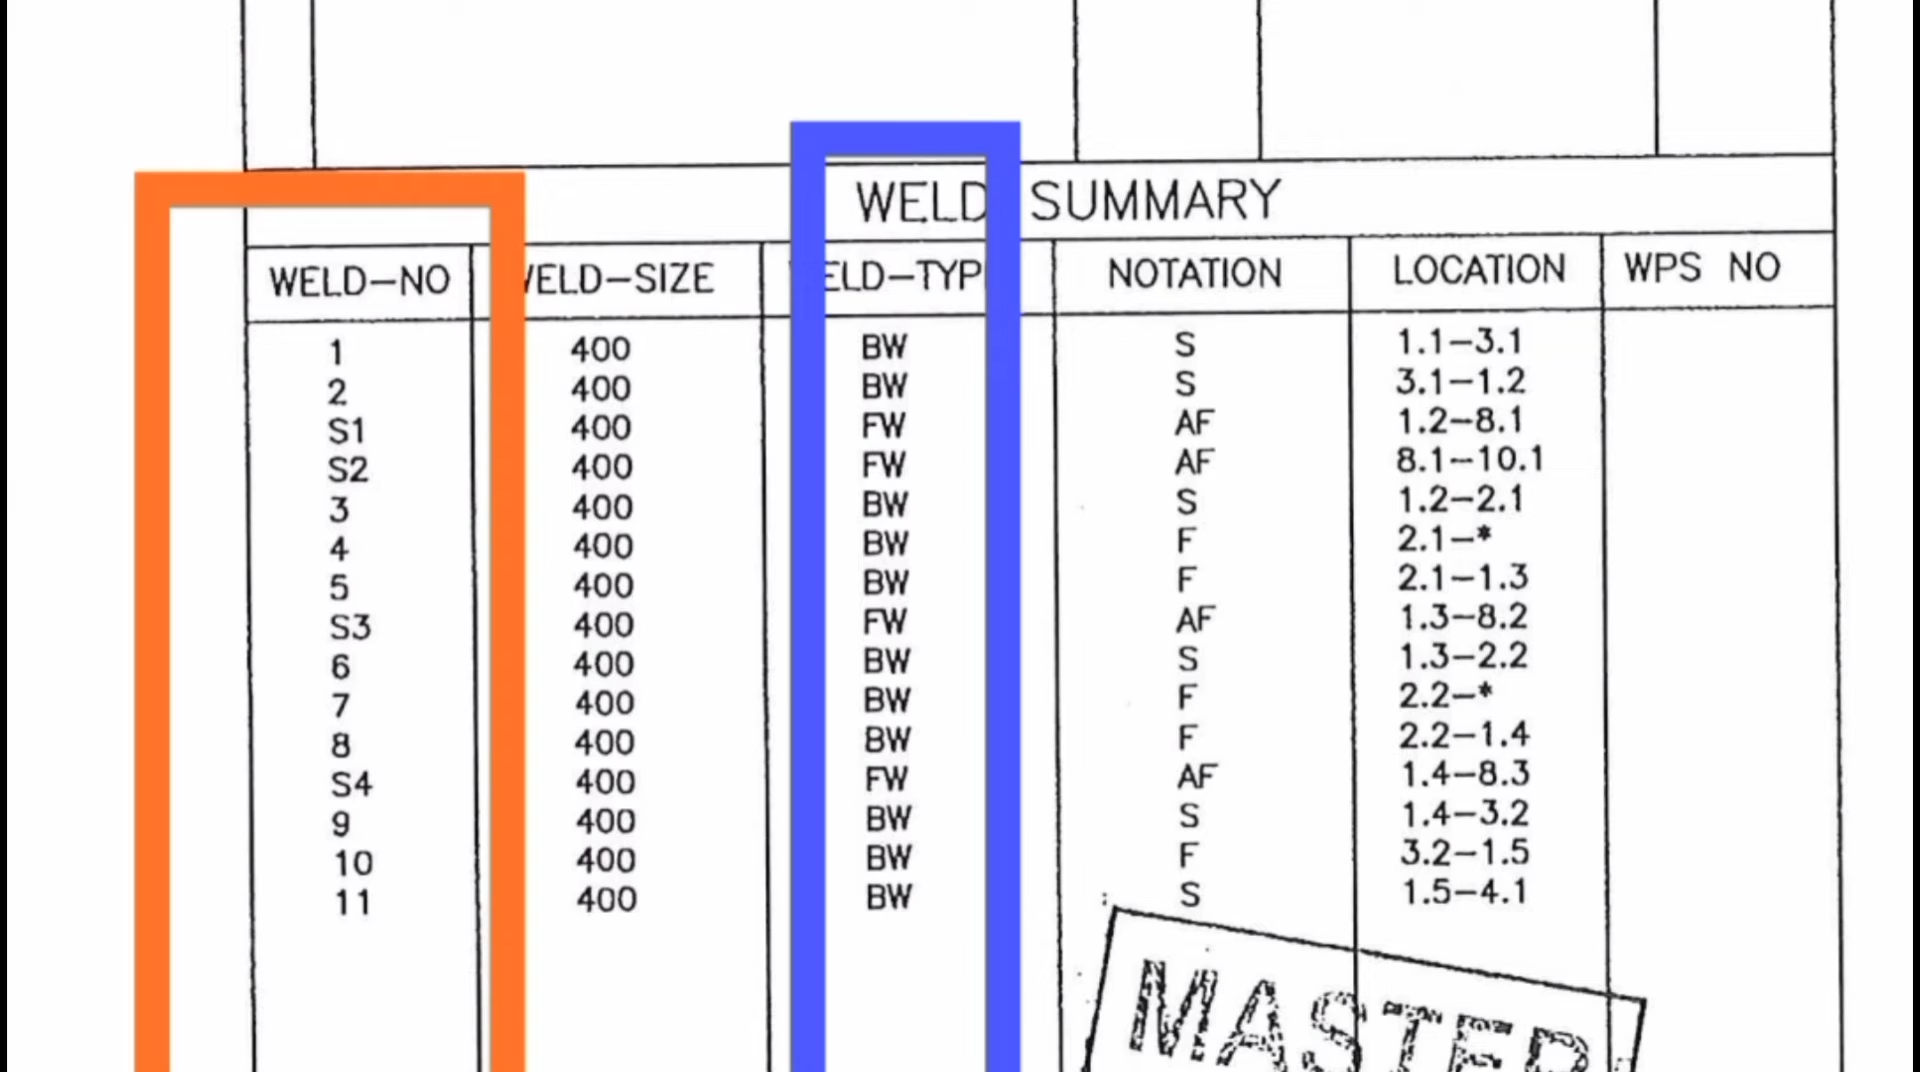 WELD SUMMARY
WELD-NO WELD-SIZE WELD-TYP NOTATION LOCATION WPS NO
1 400 BW S 1.1-3.1
2 400 BW S 3.1-1.2
S1 400 FW AF 1.2-8.1
S2 400 FW AF 8.1-10.1
3 400 BW S 1.2-2.1
4 400 BW F 2.1-*
5 400 BW F 2.1-1.3
S3 400 FW AF 1.3-8.2
6 400 BW S 1.3-2.2
7 400 BW F 2.2-*
8 400 BW F 2.2-1.4
S4 400 FW AF 1.4-8.3
9 400 BW S 1.4-3.2
10 400 BW F 3.2-1.5
11 400 BW S 1.5-4.1
MASTER